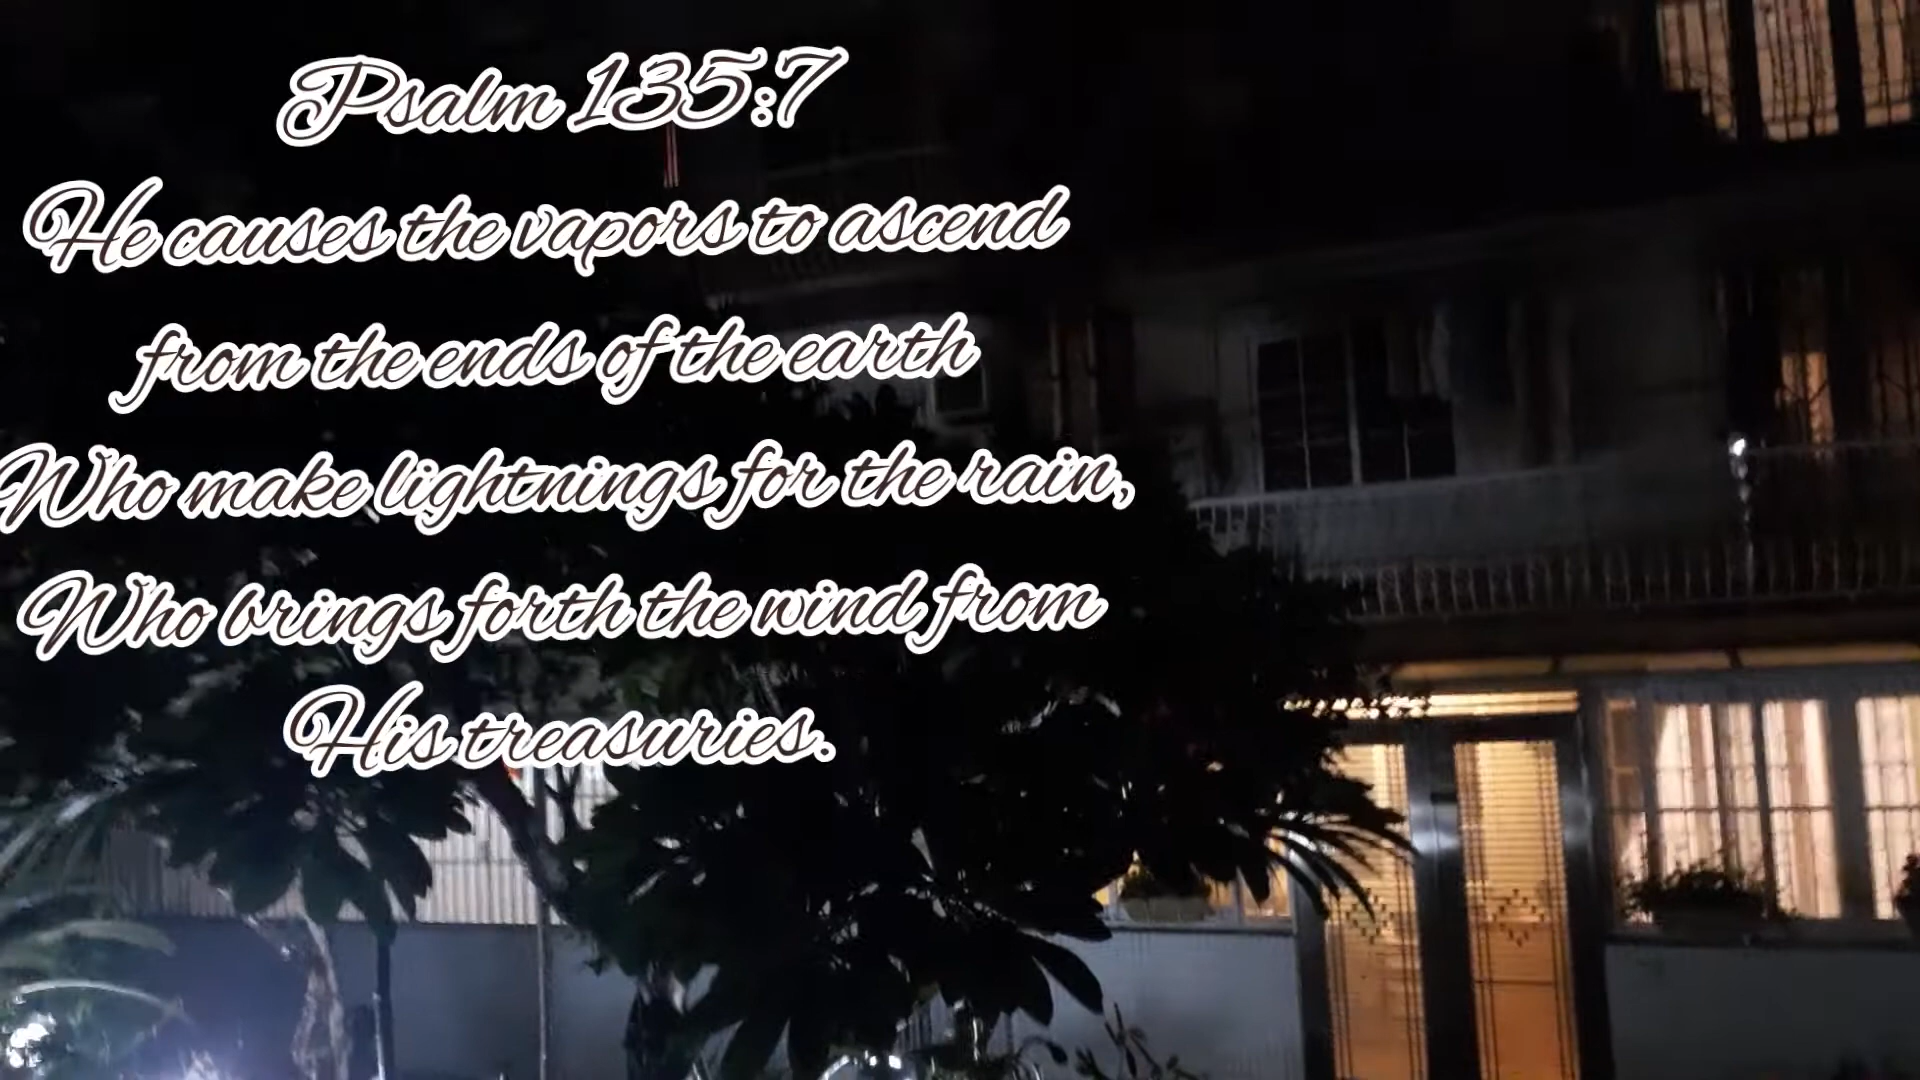 Psalm 135:7
He causes the vapors to ascend
from the ends of the earth
Who make lightnings for the rain,
Who brings forth the wind from
His treasuries.